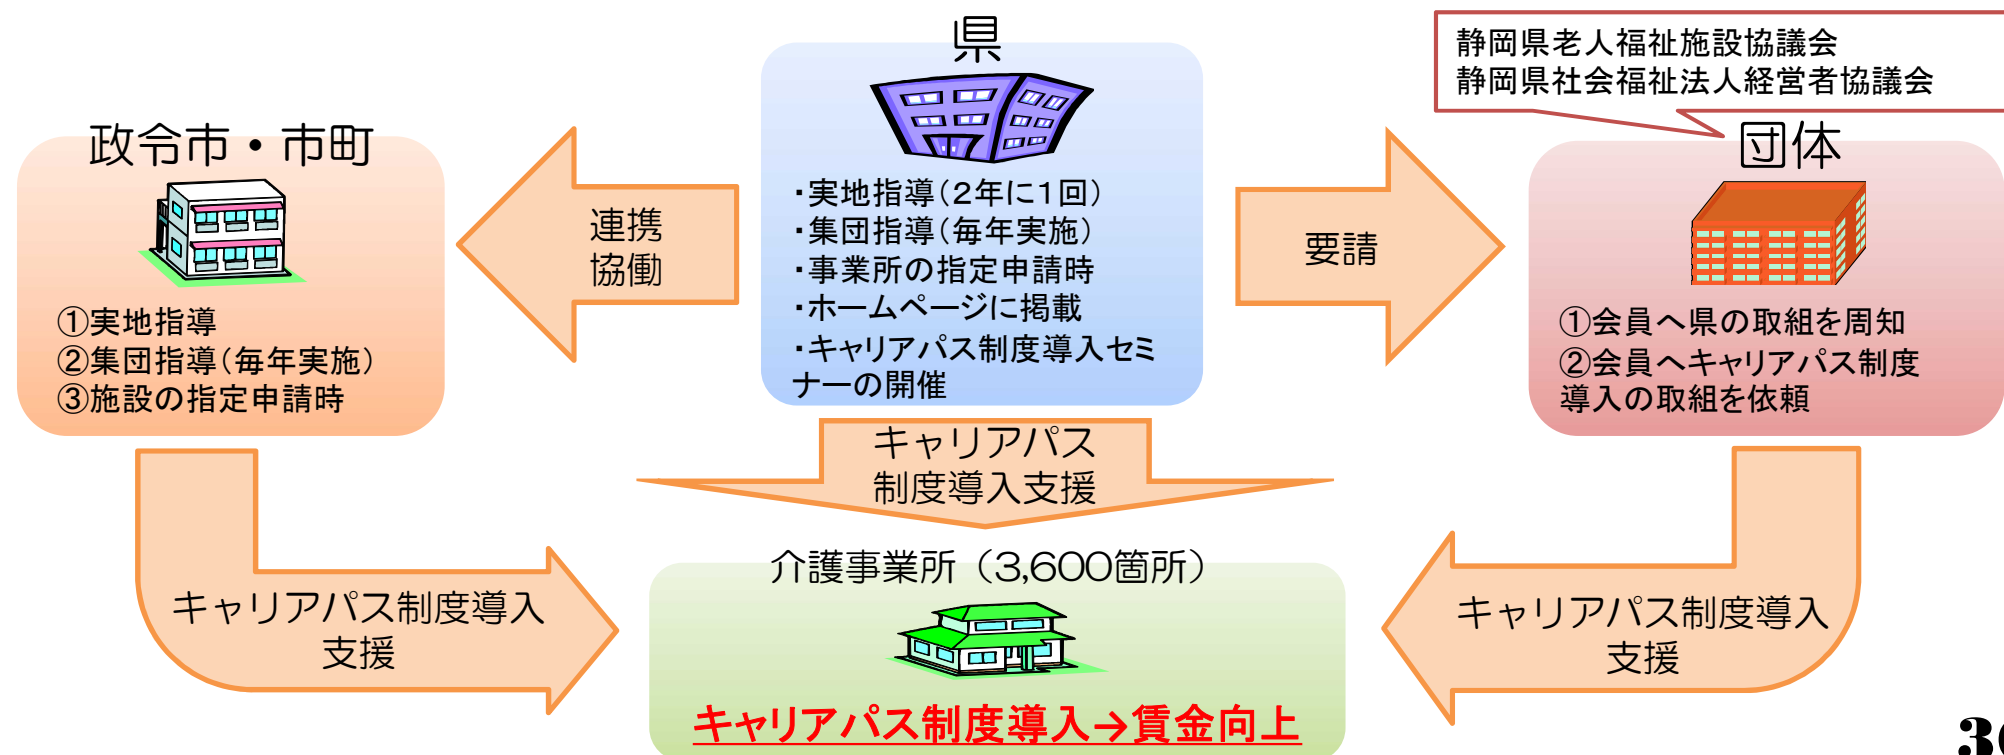 県
・実地指導（2年に1回）
・集団指導（毎年実施）
・事業所の指定申請時
・ホームページに掲載
・キャリアパス制度導入セミ
ナーの開催
政令市・市町
①実地指導
②集団指導（毎年実施）
③施設の指定申請時
連携
協働
要請
静岡県老人福祉施設協議会
静岡県社会福祉法人経営者協議会
団体
①会員へ県の取組を周知
②会員へキャリアパス制度
導入の取組を依頼
キャリアパス
制度導入支援
キャリアパス制度導入
支援
キャリアパス制度導入
支援
介護事業所（3,600箇所）
キャリアパス制度導入→賃金向上